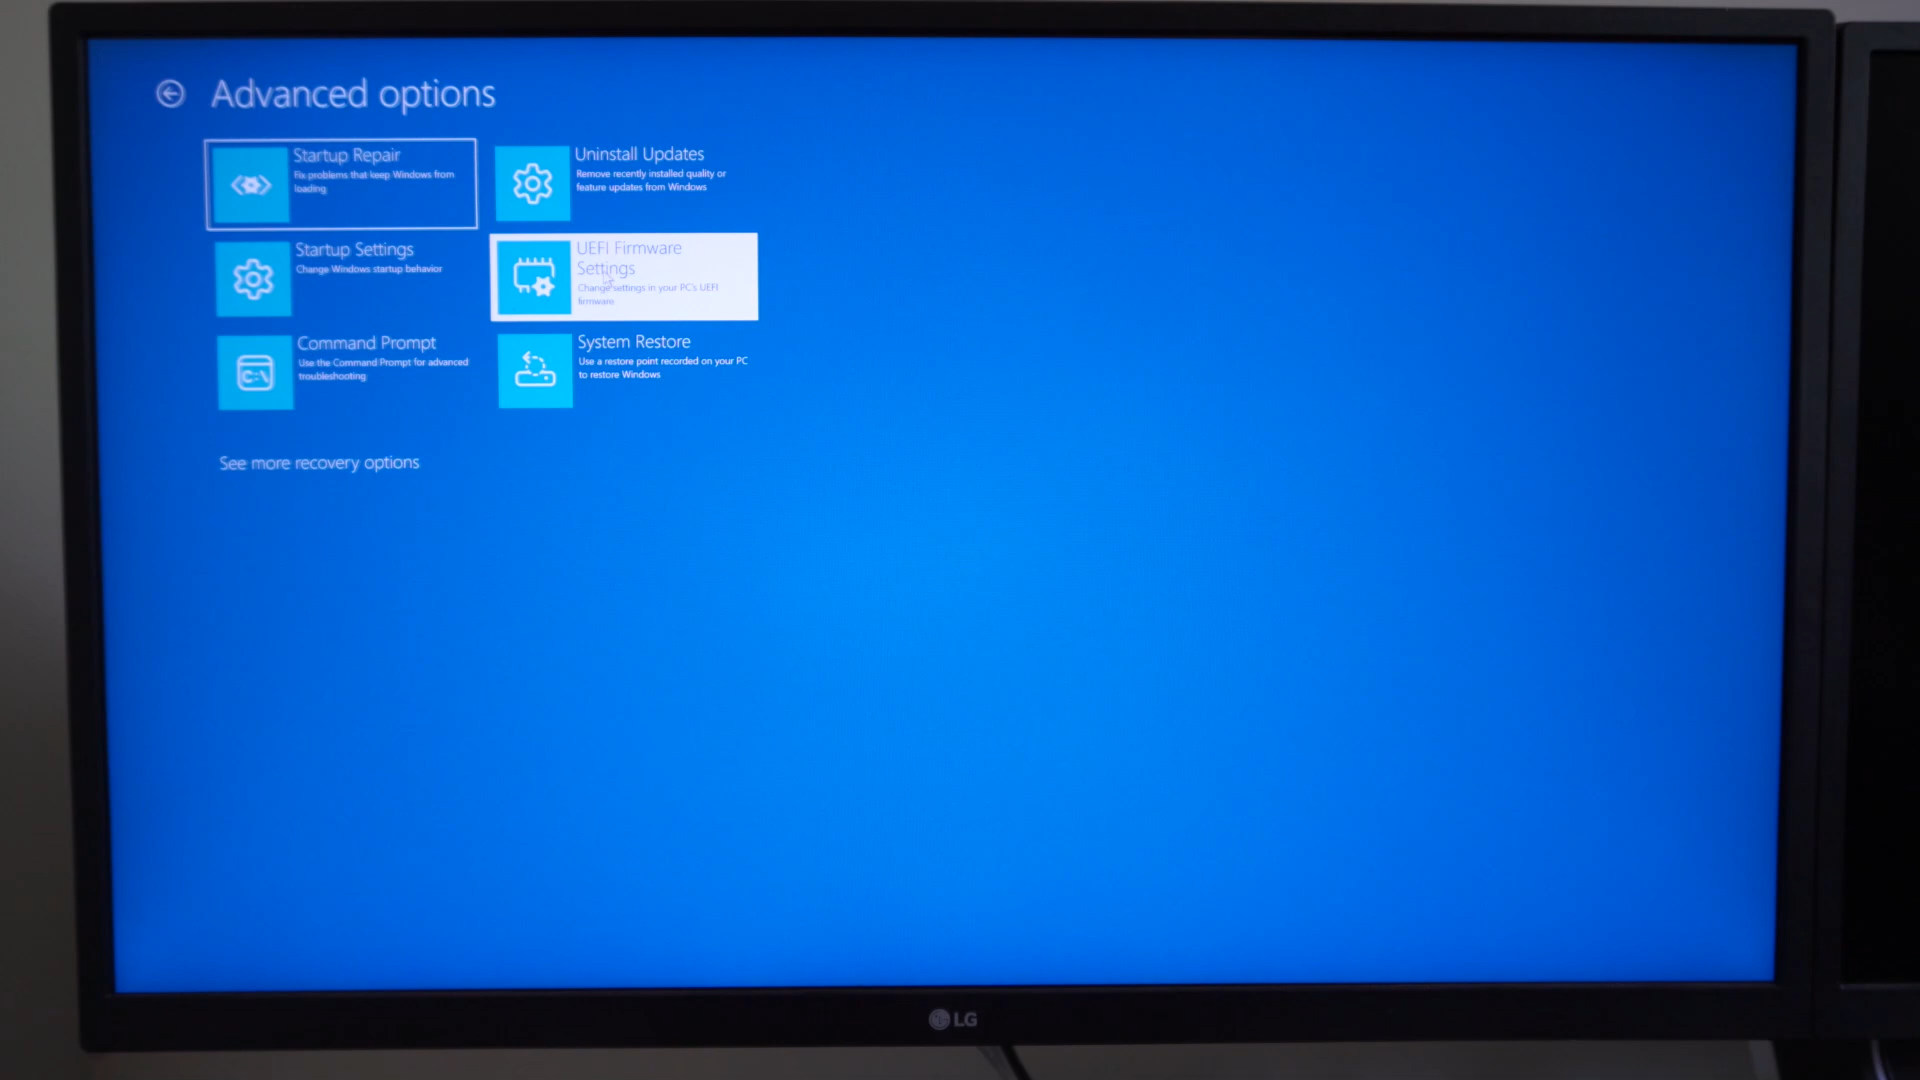 Advanced options
Startup Repair
Fix problems that keep Windows from
loading
Uninstall Updates
Remove recently installed quality or
feature updates from Windows
Startup Settings
Change Windows startup behavior
UEFI Firmware
Settings
Change settings in your PC's UEFI
firmware
Command Prompt
Use the Command Prompt for advanced
troubleshooting
C:\
System Restore
Use a restore point recorded on your PC
to restore Windows
See more recovery options
LG